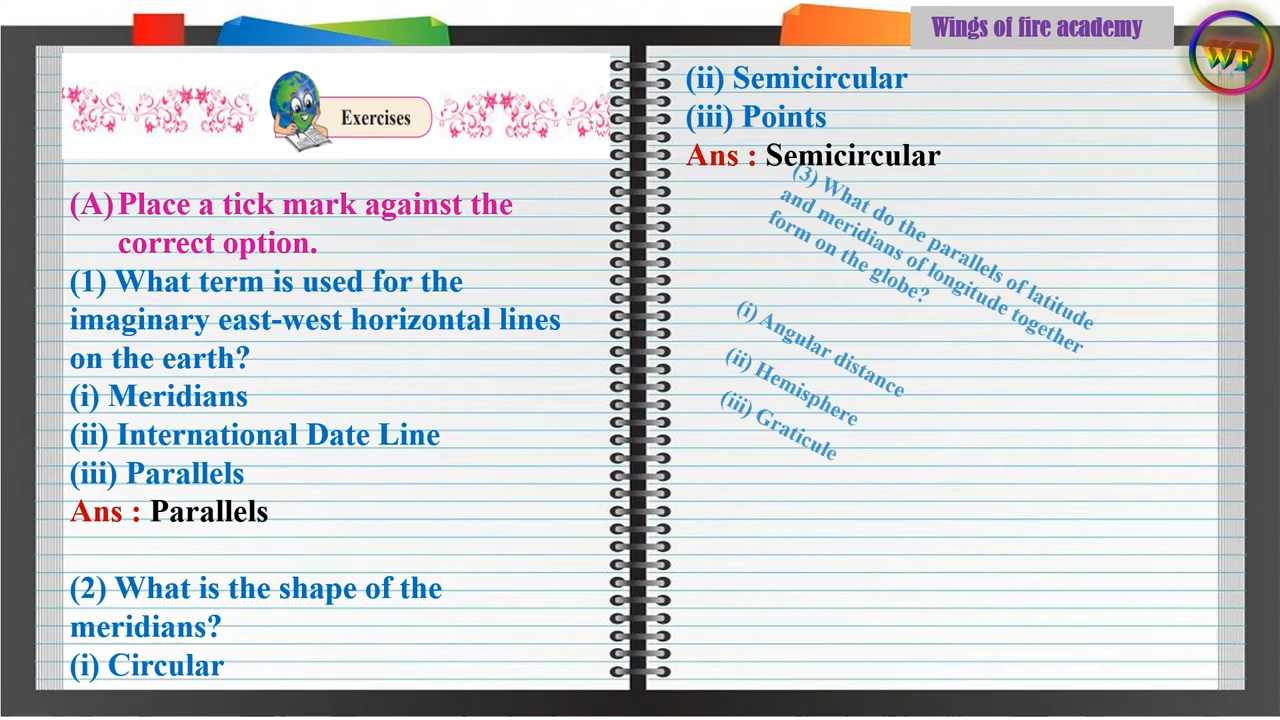 Wings of fire academy
WF
Exercises
(A) Place a tick mark against the
correct option.
(1) What term is used for the
imaginary east-west horizontal lines
on the earth?
(i) Meridians
(ii) International Date Line
(iii) Parallels
Ans : Parallels
(2) What is the shape of the
meridians?
(i) Circular
(ii) Semicircular
(iii) Points
Ans : Semicircular
(3) What do the parallels of latitude
and meridians of longitude together
form on the globe?
(i) Angular distance
(ii) Hemisphere
(iii) Graticule